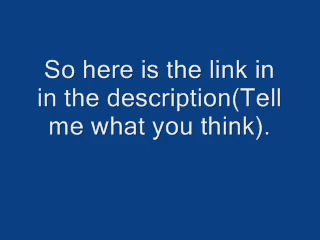 So here is the link in
in the description(Tell
me what you think).